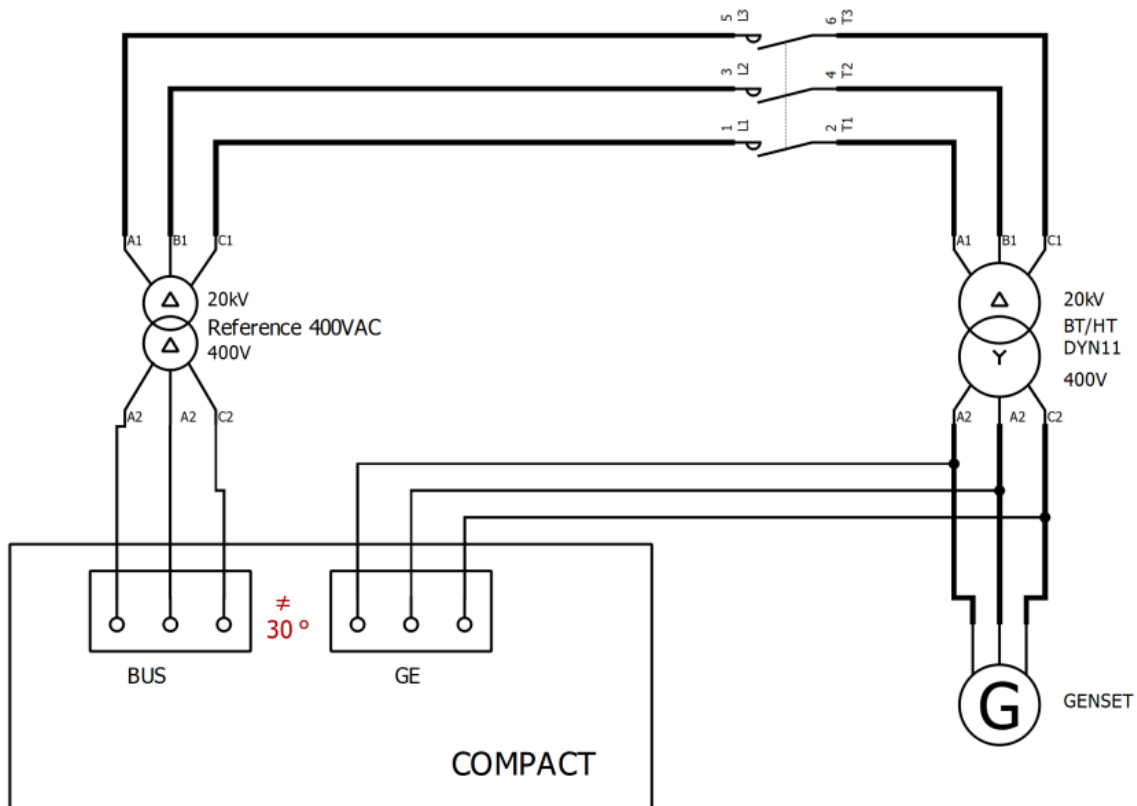 5 L3 6 T3
3 L2 4 T2
1 L1 2 T1
A1 B1 C1
A1 B1 C1
Δ 20kV
Reference 400VAC
Δ 400V
Δ 20kV
BT/HT
DYN11
Y 400V
A2 A2 C2
A2 A2 C2
≠
30 º
BUS
GE
COMPACT
G GENSET